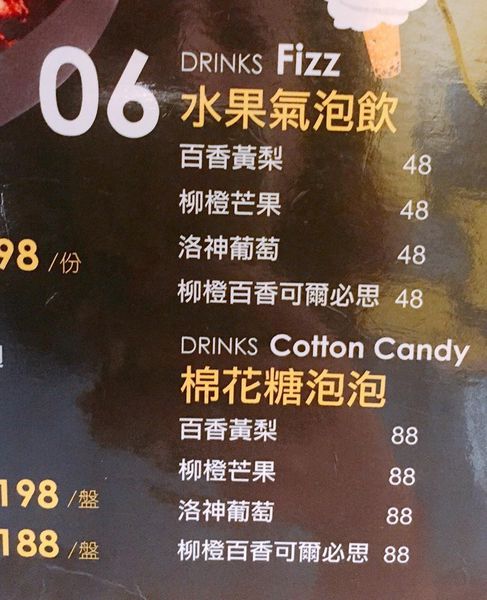 06
DRINKS Fizz
水果氣泡飲
百香黃梨 48
柳橙芒果 48
洛神葡萄 48
柳橙百香可爾必思 48
98 /份
DRINKS Cotton Candy
棉花糖泡泡
百香黃梨 88
柳橙芒果 88
洛神葡萄 88
柳橙百香可爾必思 88
198 /盤
188 /盤